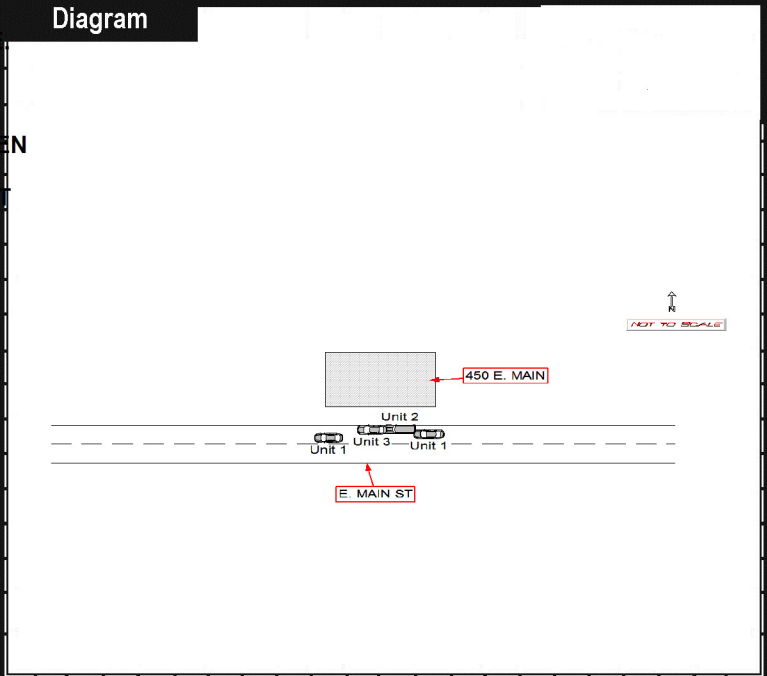 Diagram
EN
T
N
NOT TO SCALE
450 E. MAIN
Unit 2
Unit 3
Unit 1
Unit 1
E. MAIN ST